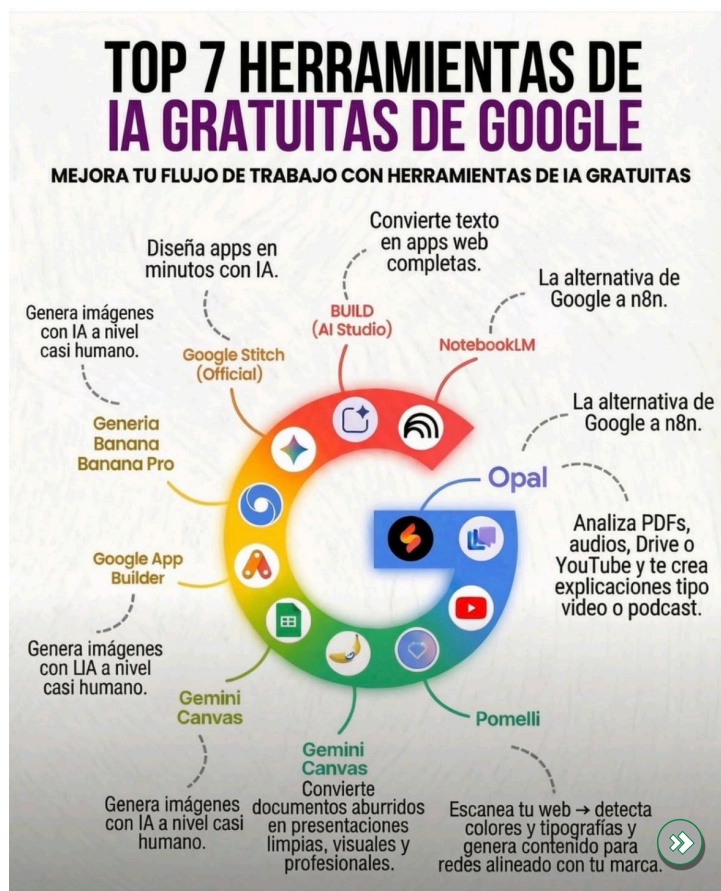 TOP 7 HERRAMIENTAS DE
IA GRATUITAS DE GOOGLE
MEJORA TU FLUJO DE TRABAJO CON HERRAMIENTAS DE IA GRATUITAS
Convierte texto
en apps web
completas.
Diseña apps en
minutos con IA.
La alternativa de
Google a n8n.
Genera imágenes
con IA a nivel
casi humano.
BUILD
(AI Studio)
NotebookLM
Google Stitch
(Official)
La alternativa de
Google a n8n.
Generia
Banana
Banana Pro
Opal
Analiza PDFs,
audios, Drive o
YouTube y te crea
explicaciones tipo
video o podcast.
Google App
Builder
Genera imágenes
con LIA a nivel
casi humano.
Gemini
Canvas
Pomelli
Gemini
Canvas
Convierte
documentos aburridos
en presentaciones
limpias, visuales y
profesionales.
Genera imágenes
con IA a nivel casi
humano.
Escanea tu web → detecta
colores y tipografías y
genera contenido para
redes alineado con tu marca.